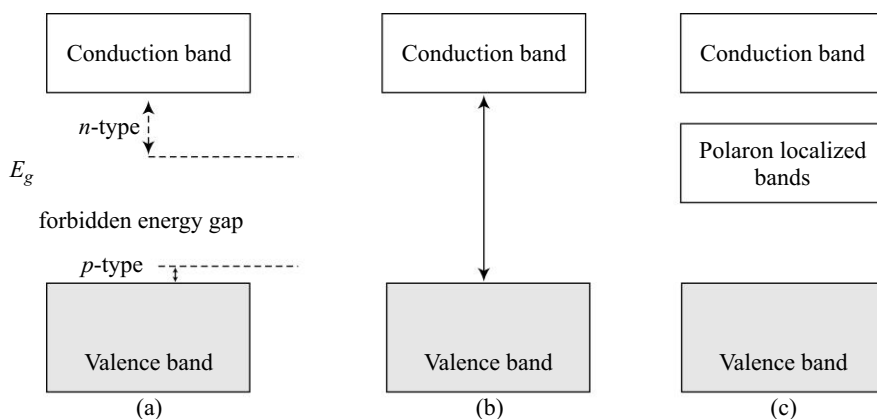 Conduction band
n-type
E_g
forbidden energy gap
p-type
Valence band
(a)
Conduction band
Valence band
(b)
Conduction band
Polaron localized
bands
Valence band
(c)